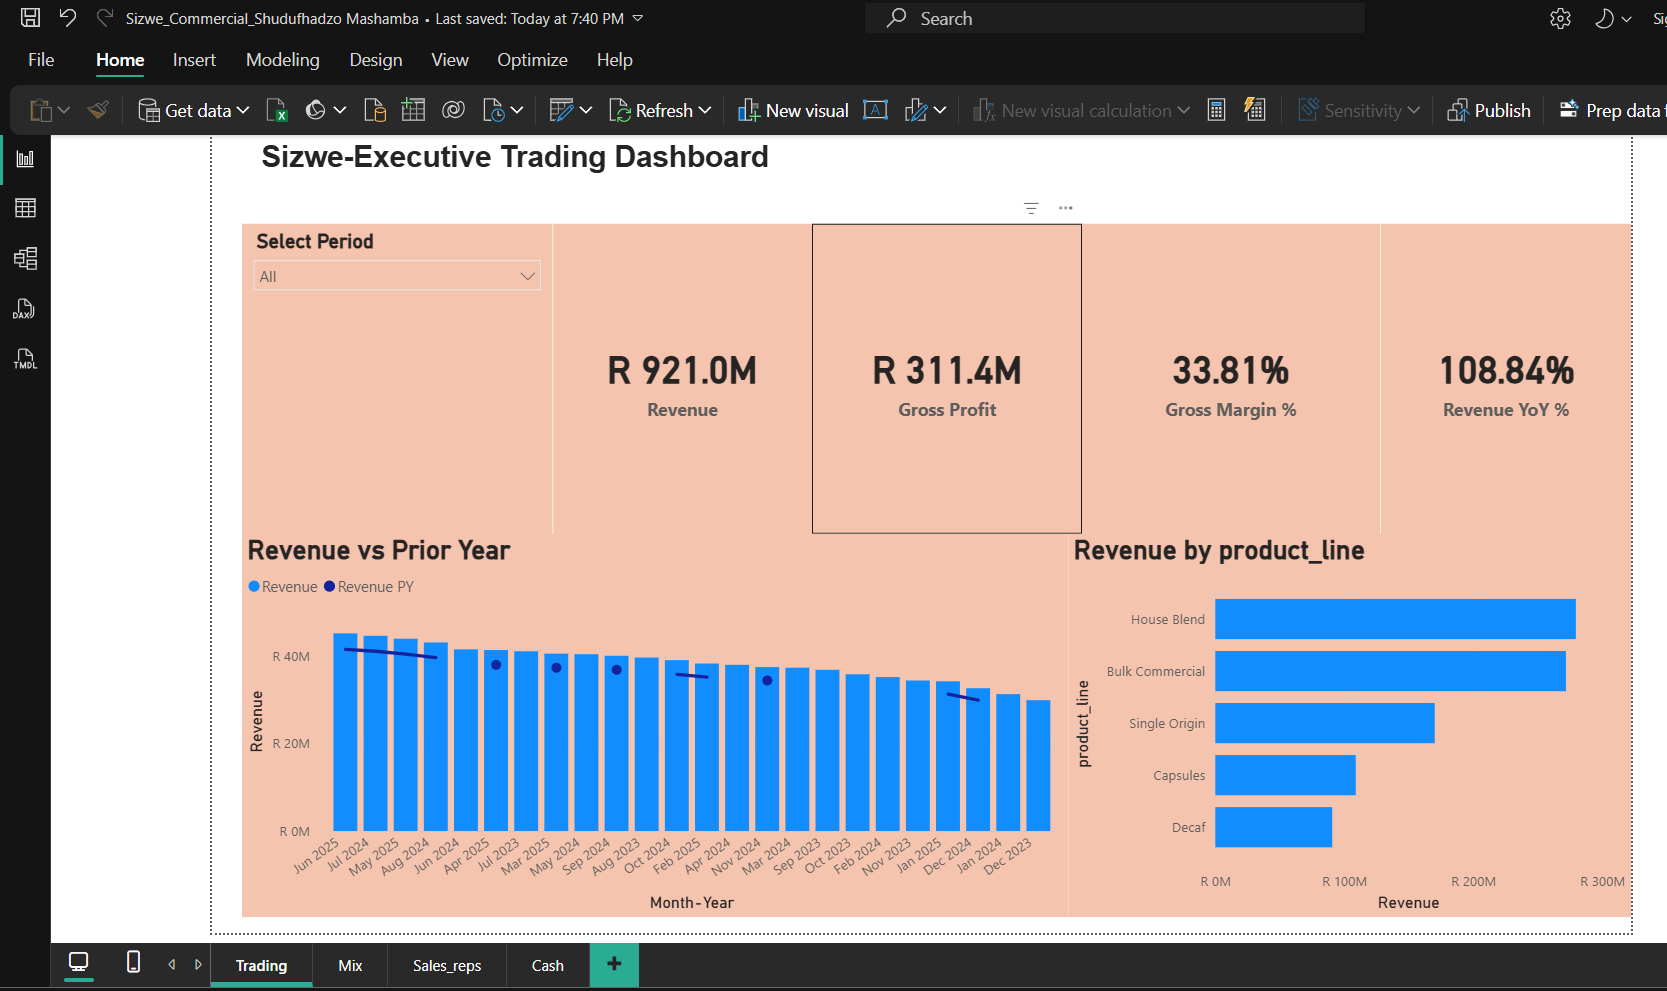 Sizwe_Commercial_Shudufhadzo Mashamba • Last saved: Today at 7:40 PM
Search
File Home Insert Modeling Design View Optimize Help
Get data Refresh New visual New visual calculation Sensitivity Publish Prep data
DAX
TMDL
Sizwe-Executive Trading Dashboard
Select Period
All
R 921.0M
Revenue
R 311.4M
Gross Profit
33.81%
Gross Margin %
108.84%
Revenue YoY %
Revenue vs Prior Year
Revenue Revenue PY
Revenue
R 40M
R 20M
R 0M
Jun 2025
Jul 2024
May 2025
Aug 2024
Jun 2024
Apr 2025
Jul 2023
Mar 2025
May 2024
Sep 2024
Aug 2023
Oct 2024
Feb 2025
Apr 2024
Nov 2024
Mar 2024
Sep 2023
Oct 2023
Feb 2024
Nov 2023
Jan 2025
Dec 2024
Jan 2024
Dec 2023
Month-Year
Revenue by product_line
product_line
House Blend
Bulk Commercial
Single Origin
Capsules
Decaf
R 0M R 100M R 200M R 300M
Revenue
Trading Mix Sales_reps Cash +